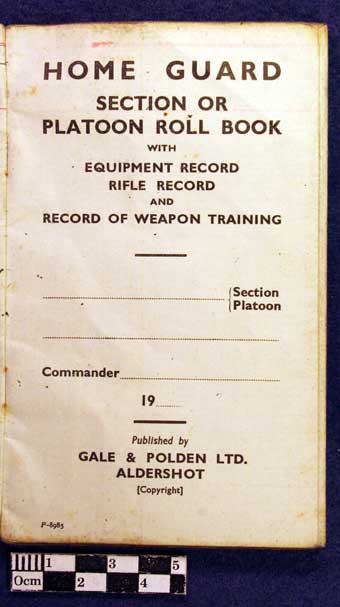 HOME GUARD
SECTION OR
PLATOON ROLL BOOK
WITH
EQUIPMENT RECORD
RIFLE RECORD
AND
RECORD OF WEAPON TRAINING
Section
Platoon
Commander
19
Published by
GALE & POLDEN LTD.
ALDERSHOT
[Copyright]
P-8985
1 3 5
0cm 2 4